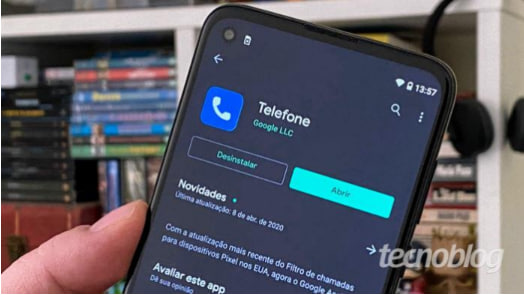 13:57
Telefone
Google LLC
Desinstalar
Abrir
Novidades
Última atualização: 8 de abr. de 2020
Com a atualização mais recente do Filtro de chamadas
para dispositivos Pixel nos EUA, agora o Google A
Avaliar este app
Dê sua opinião
tecnoblog